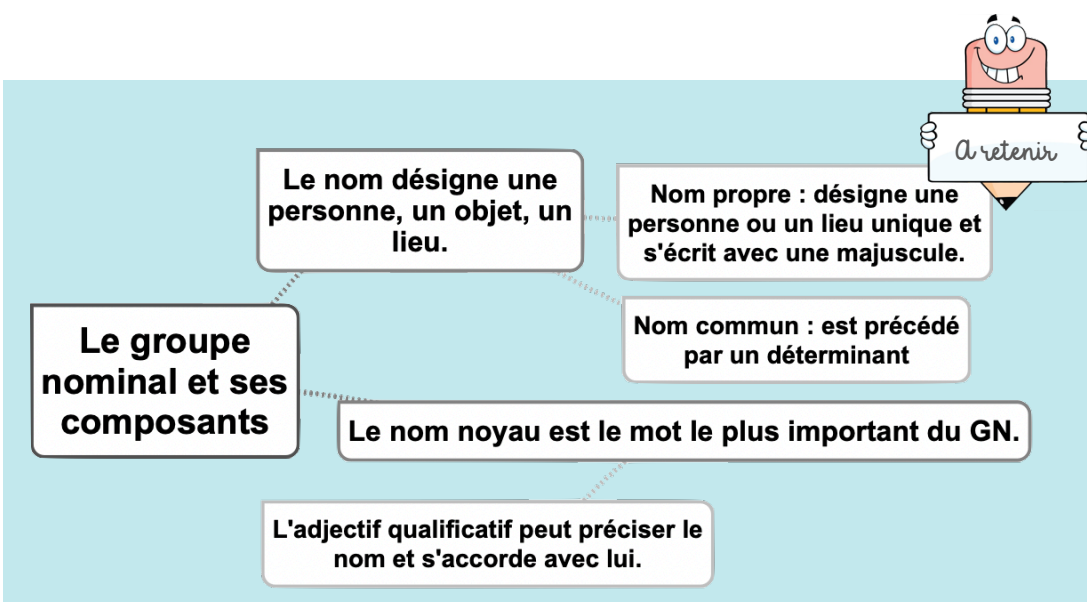 A retenir
Le nom désigne une
personne, un objet, un
lieu.
Nom propre : désigne une
personne ou un lieu unique et
s'écrit avec une majuscule.
Nom commun : est précédé
par un déterminant
Le groupe
nominal et ses
composants
Le nom noyau est le mot le plus important du GN.
L'adjectif qualificatif peut préciser le
nom et s'accorde avec lui.